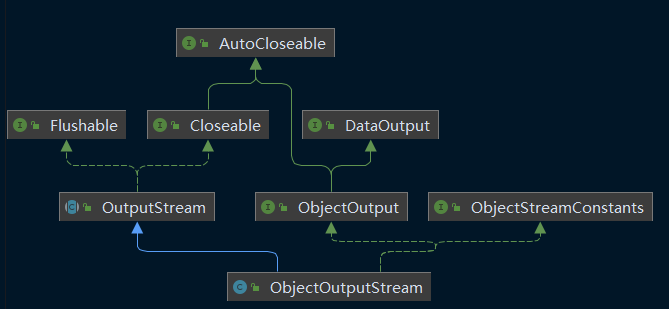 AutoCloseable
Flushable
Closeable
DataOutput
OutputStream
ObjectOutput
ObjectStreamConstants
ObjectOutputStream